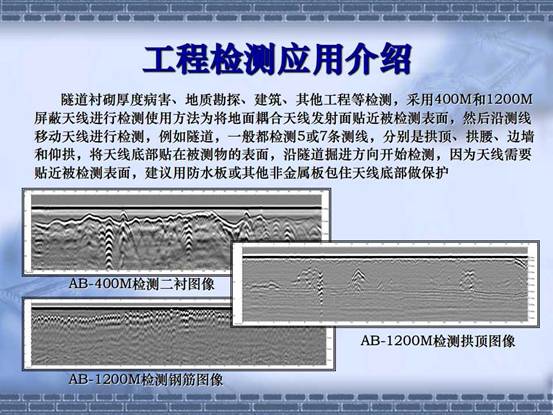 工程检测应用介绍
隧道衬砌厚度病害、地质勘探、建筑、其他工程等检测，采用400M和1200M
屏蔽天线进行检测使用方法为将地面耦合天线发射面贴近被检测表面，然后沿测线
移动天线进行检测，例如隧道，一般都检测5或7条测线，分别是拱顶、拱腰、边墙
和仰拱，将天线底部贴在被测物的表面，沿隧道掘进方向开始检测，因为天线需要
贴近被检测表面，建议用防水板或其他非金属板包住天线底部做保护
AB-400M检测二衬图像
AB-1200M检测拱顶图像
AB-1200M检测钢筋图像